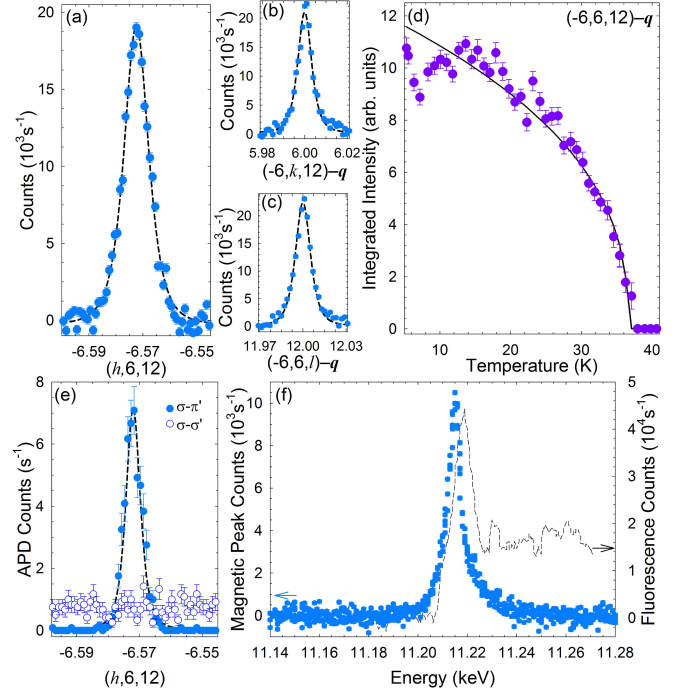 (a)
Counts (10³s⁻¹)
20
15
10
5
0
-6.59
-6.57
-6.55
(h,6,12)
(b)
Counts (10³s⁻¹)
20
15
10
5
0
5.98
6.00
6.02
(-6,k,12)−q
(c)
Counts (10³s⁻¹)
20
15
10
5
0
11.97
12.00
12.03
(-6,6,l)−q
(d)
(-6,6,12)−q
Integrated Intensity (arb. units)
12
10
8
6
4
2
0
10
20
30
40
Temperature (K)
(e)
σ-π'
σ-σ'
APD Counts (s⁻¹)
8
6
4
2
0
-6.59
-6.57
-6.55
(h,6,12)
(f)
Magnetic Peak Counts (10³s⁻¹)
10
8
6
4
2
0
Fluorescence Counts (10⁴s⁻¹)
5
4
3
2
1
0
11.14
11.16
11.18
11.20
11.22
11.24
11.26
11.28
Energy (keV)